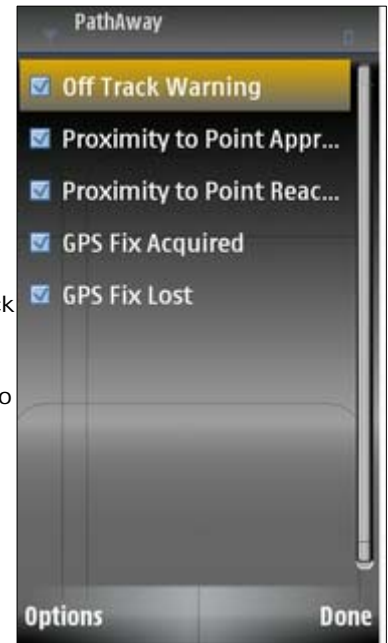 PathAway
Off Track Warning
Proximity to Point Appr...
Proximity to Point Reac...
GPS Fix Acquired
GPS Fix Lost
ck
o
Options
Done